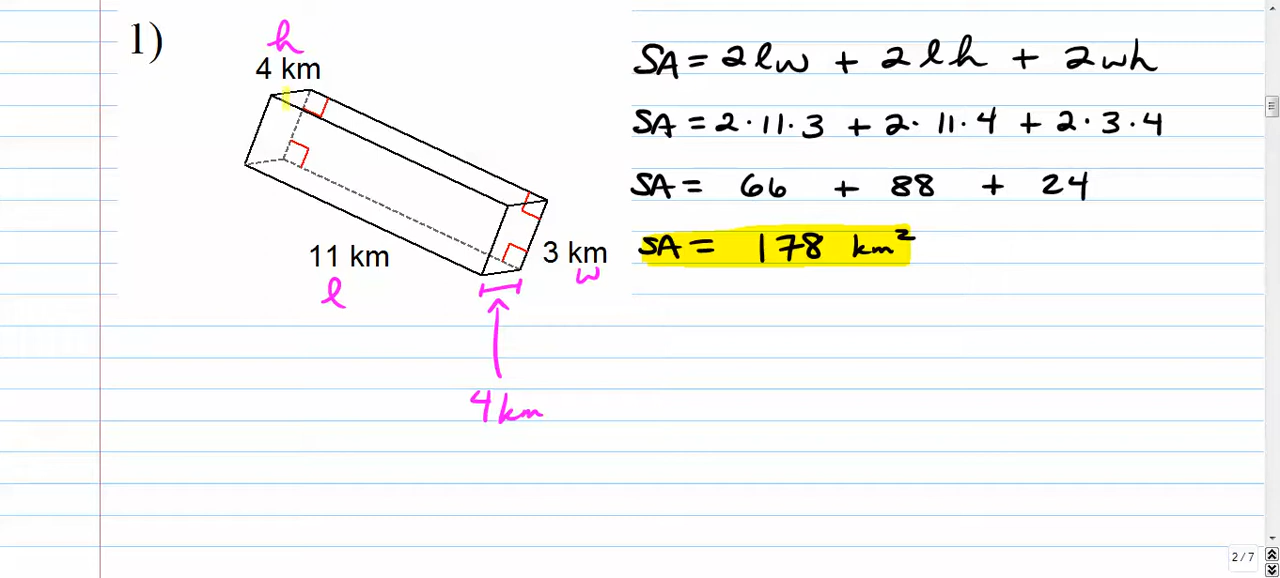 1)
h
4 km
11 km
l
3 km
w
4 km
SA = 2lw + 2lh + 2wh
SA = 2·11·3 + 2·11·4 + 2·3·4
SA = 66 + 88 + 24
SA = 178 km²
2 / 7